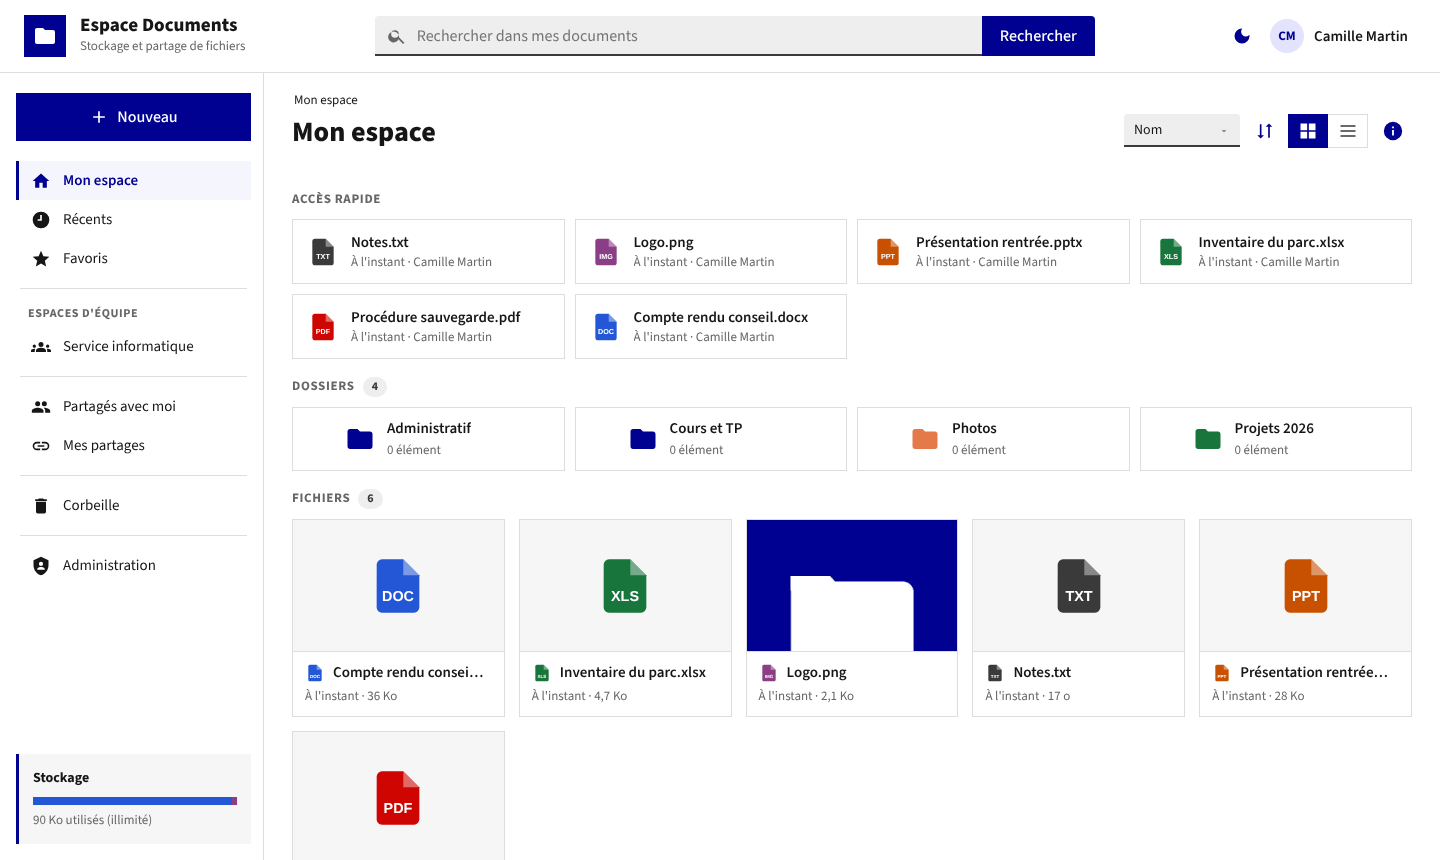 Espace Documents
Stockage et partage de fichiers
Rechercher dans mes documents
Rechercher
CM
Camille Martin
Nouveau
Mon espace
Récents
Favoris
ESPACES D'ÉQUIPE
Service informatique
Partagés avec moi
Mes partages
Corbeille
Administration
Stockage
90 Ko utilisés (illimité)
Mon espace
Mon espace
Nom
ACCÈS RAPIDE
TXT
Notes.txt
À l'instant · Camille Martin
IMG
Logo.png
À l'instant · Camille Martin
PPT
Présentation rentrée.pptx
À l'instant · Camille Martin
XLS
Inventaire du parc.xlsx
À l'instant · Camille Martin
PDF
Procédure sauvegarde.pdf
À l'instant · Camille Martin
DOC
Compte rendu conseil.docx
À l'instant · Camille Martin
DOSSIERS 4
Administratif
0 élément
Cours et TP
0 élément
Photos
0 élément
Projets 2026
0 élément
FICHIERS 6
DOC
DOC
Compte rendu consei...
À l'instant · 36 Ko
XLS
XLS
Inventaire du parc.xlsx
À l'instant · 4,7 Ko
IMG
Logo.png
À l'instant · 2,1 Ko
TXT
TXT
Notes.txt
À l'instant · 17 o
PPT
PPT
Présentation rentrée...
À l'instant · 28 Ko
PDF